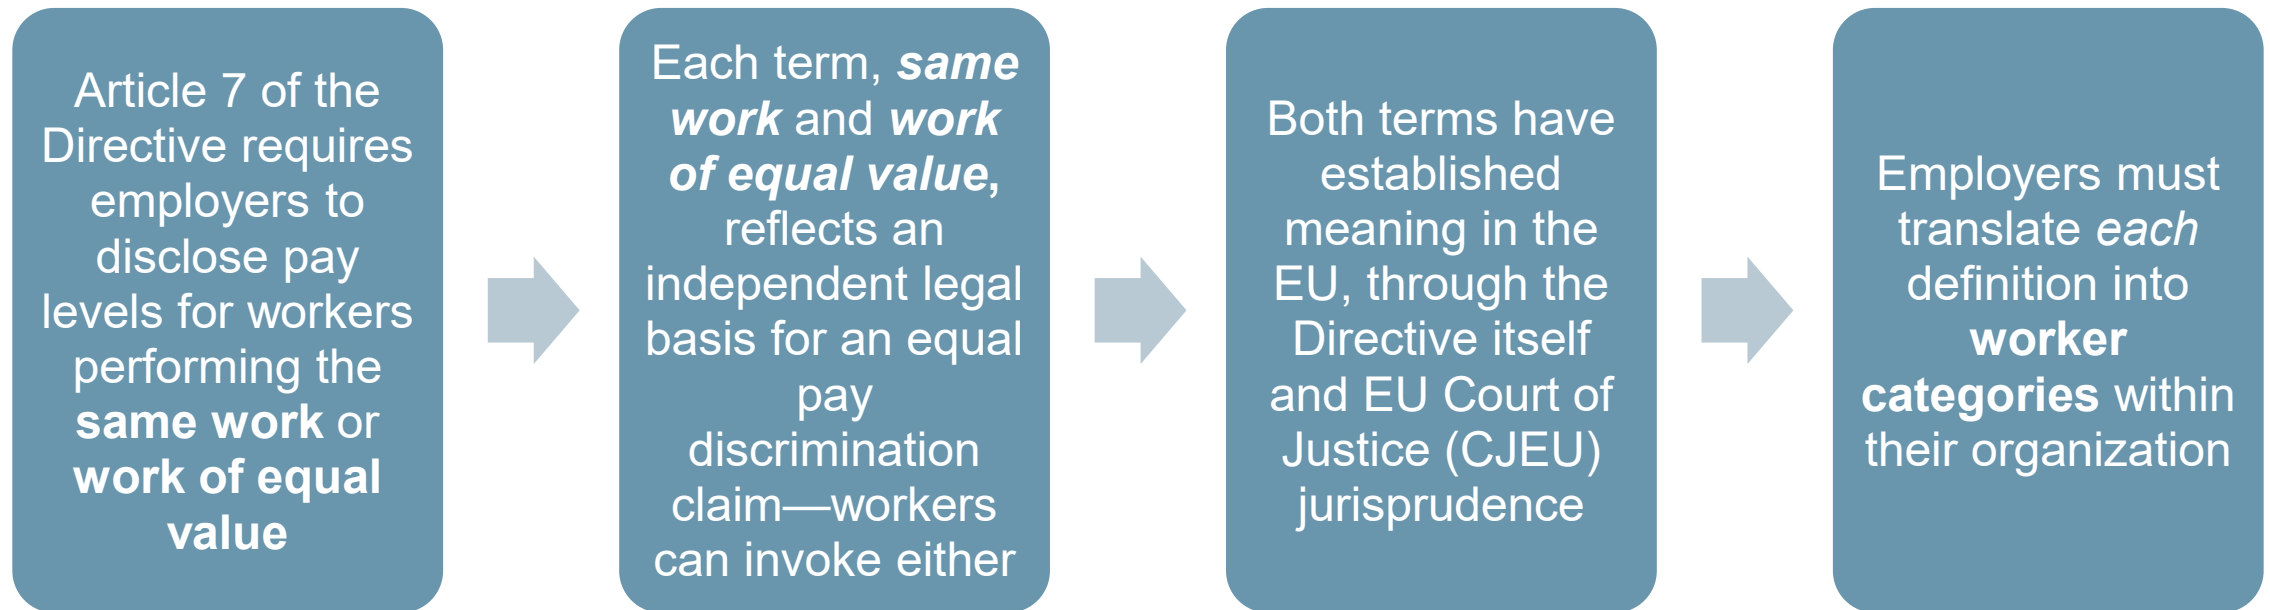 Article 7 of the
Directive requires
employers to
disclose pay
levels for workers
performing the
same work or
work of equal
value
Each term, same
work and work
of equal value,
reflects an
independent legal
basis for an equal
pay
discrimination
claim—workers
can invoke either
Both terms have
established
meaning in the
EU, through the
Directive itself
and EU Court of
Justice (CJEU)
jurisprudence
Employers must
translate each
definition into
worker
categories within
their organization